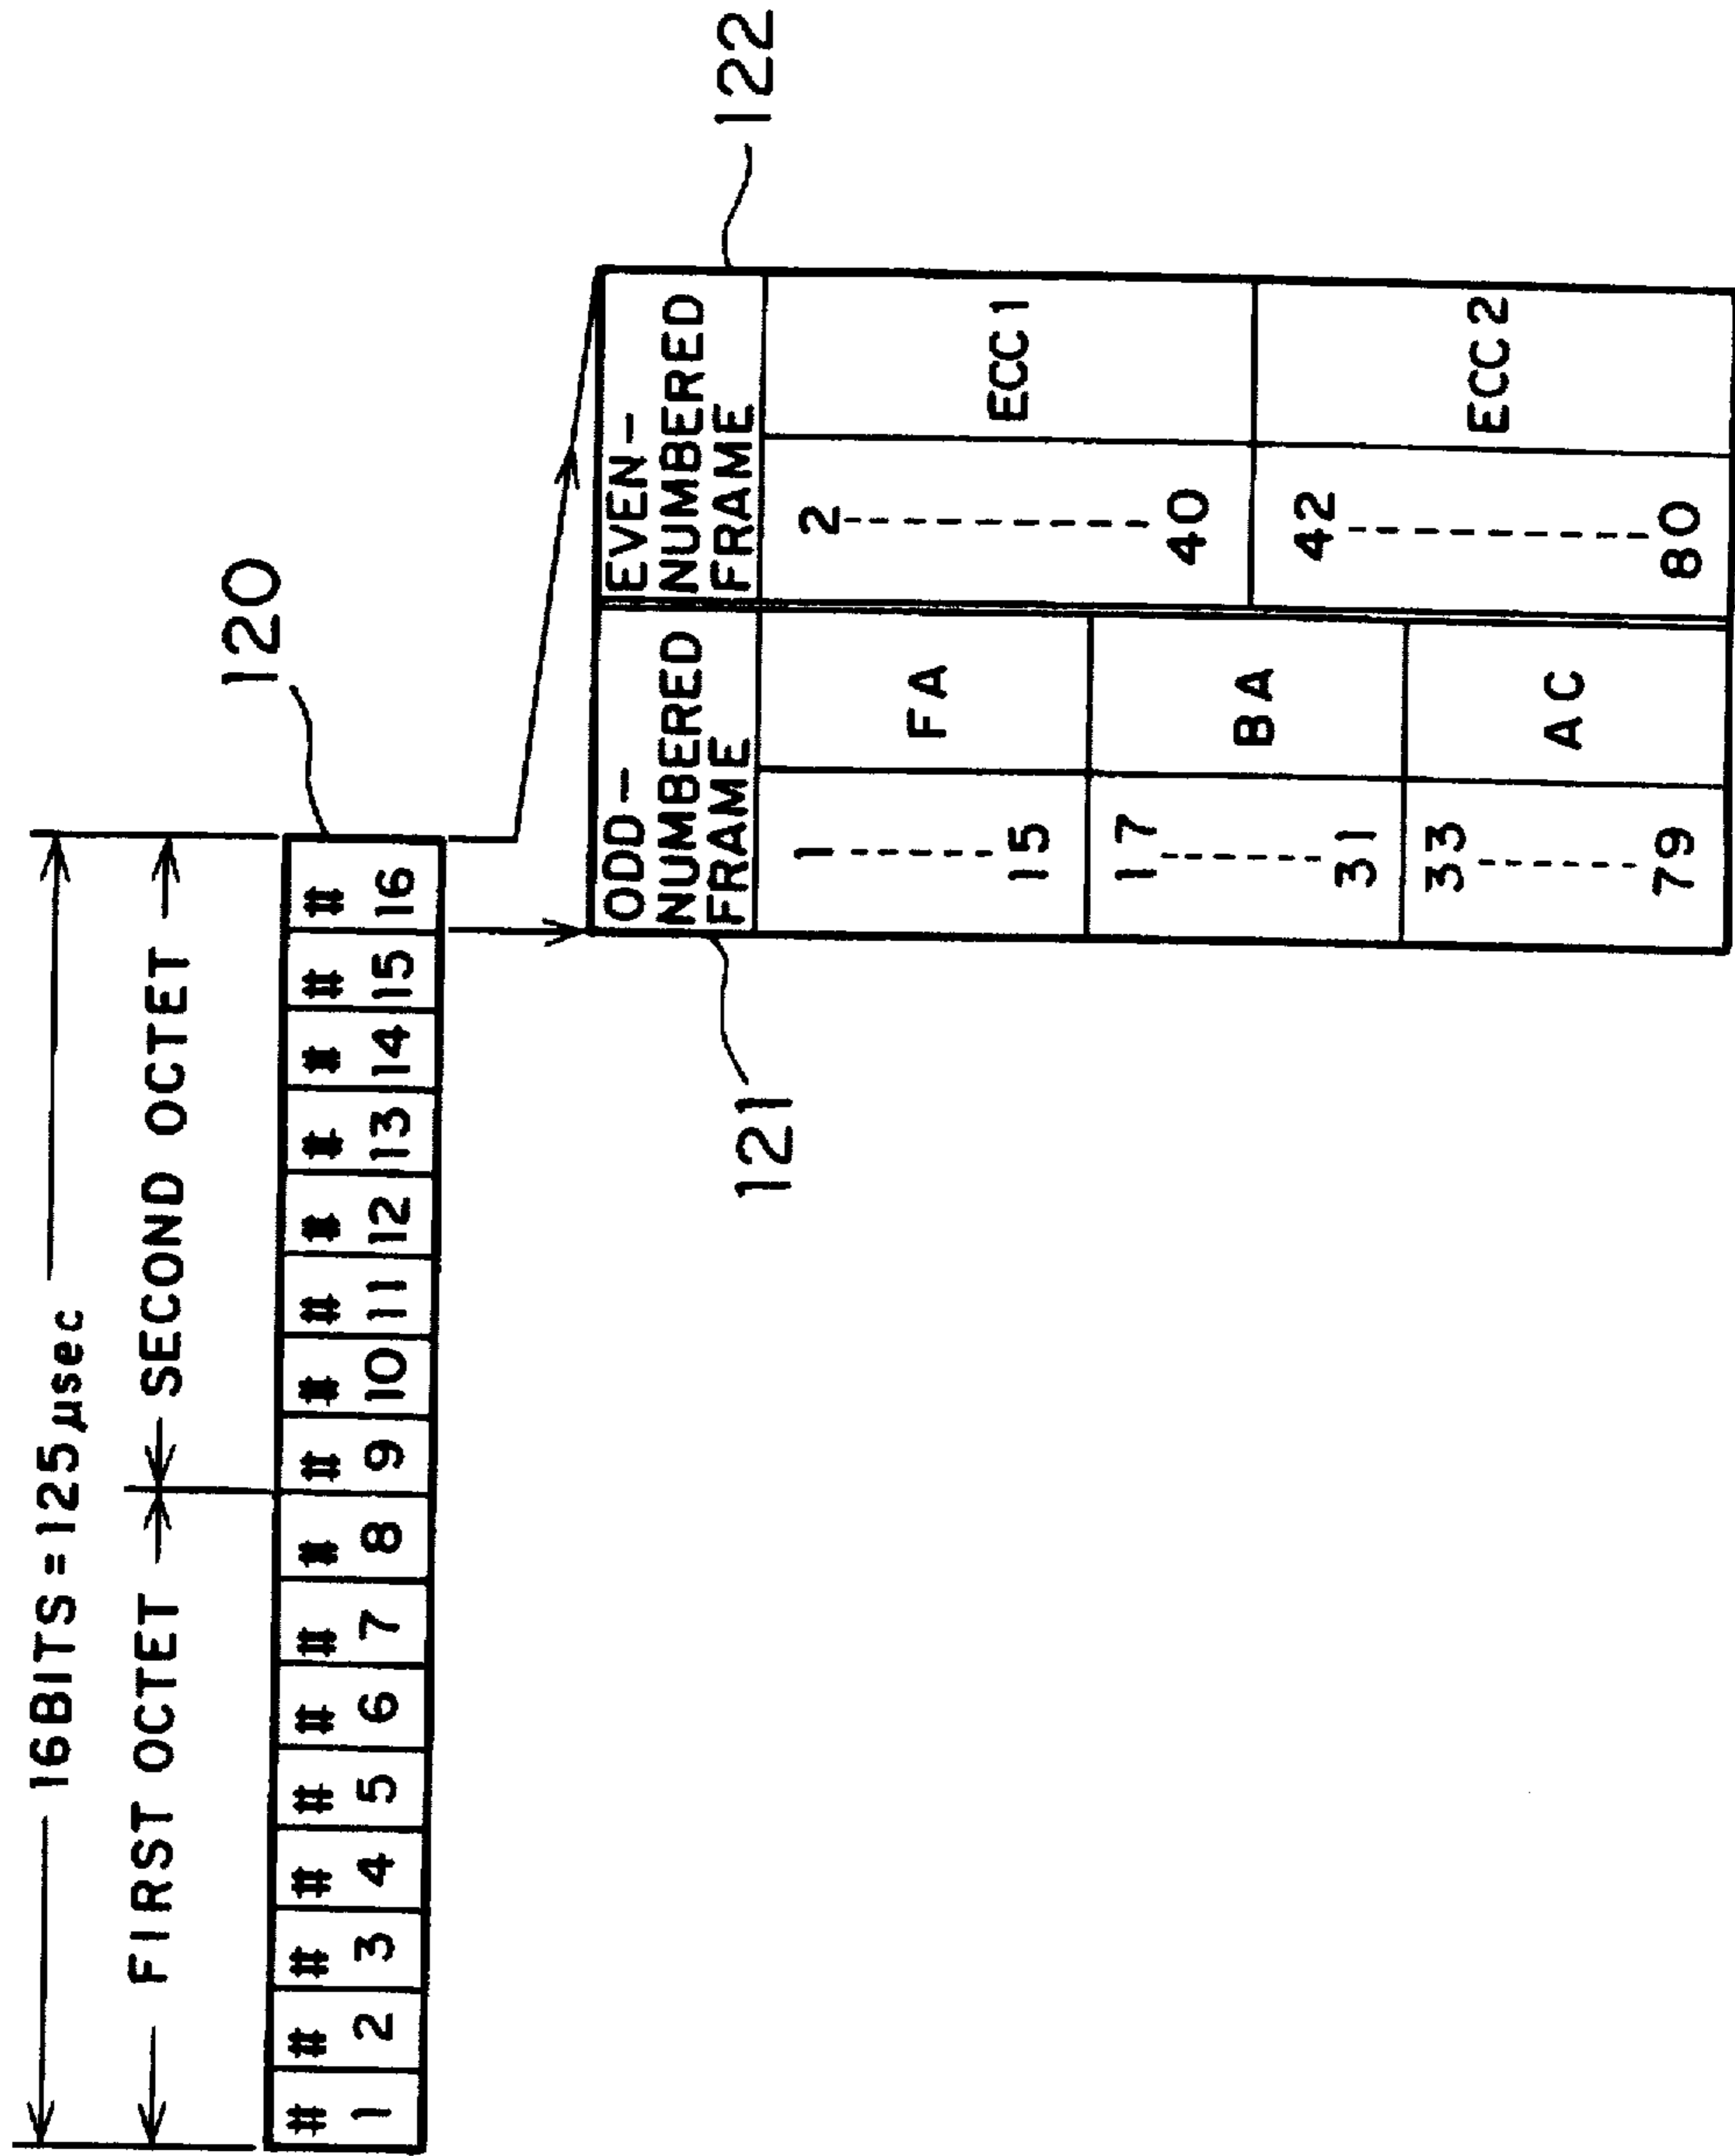 16BITS=125μsec
FIRST OCTET
SECOND OCTET
# # # # # # # # # # # # # # # #
1 2 3 4 5 6 7 8 9 10 11 12 13 14 15 16
120
121
122
ODD-
NUMBERED
FRAME
EVEN-
NUMBERED
FRAME
1
15
FA
17
31
BA
33
79
AC
2
40
ECC1
42
80
ECC2